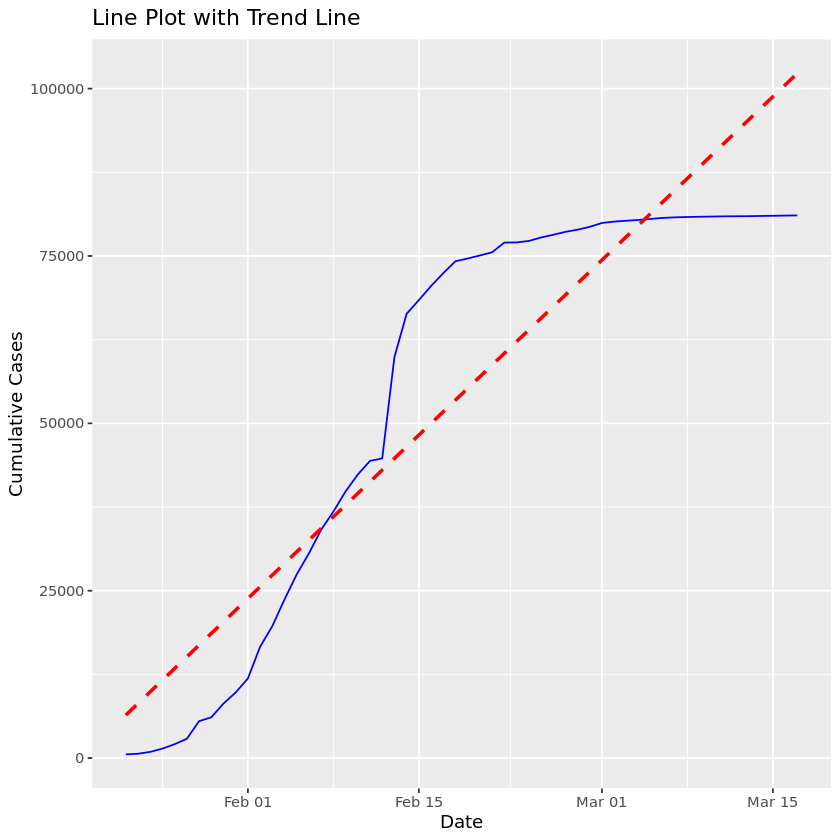 Line Plot with Trend Line
100000
75000
50000
25000
0
Cumulative Cases
Feb 01 Feb 15 Mar 01 Mar 15
Date